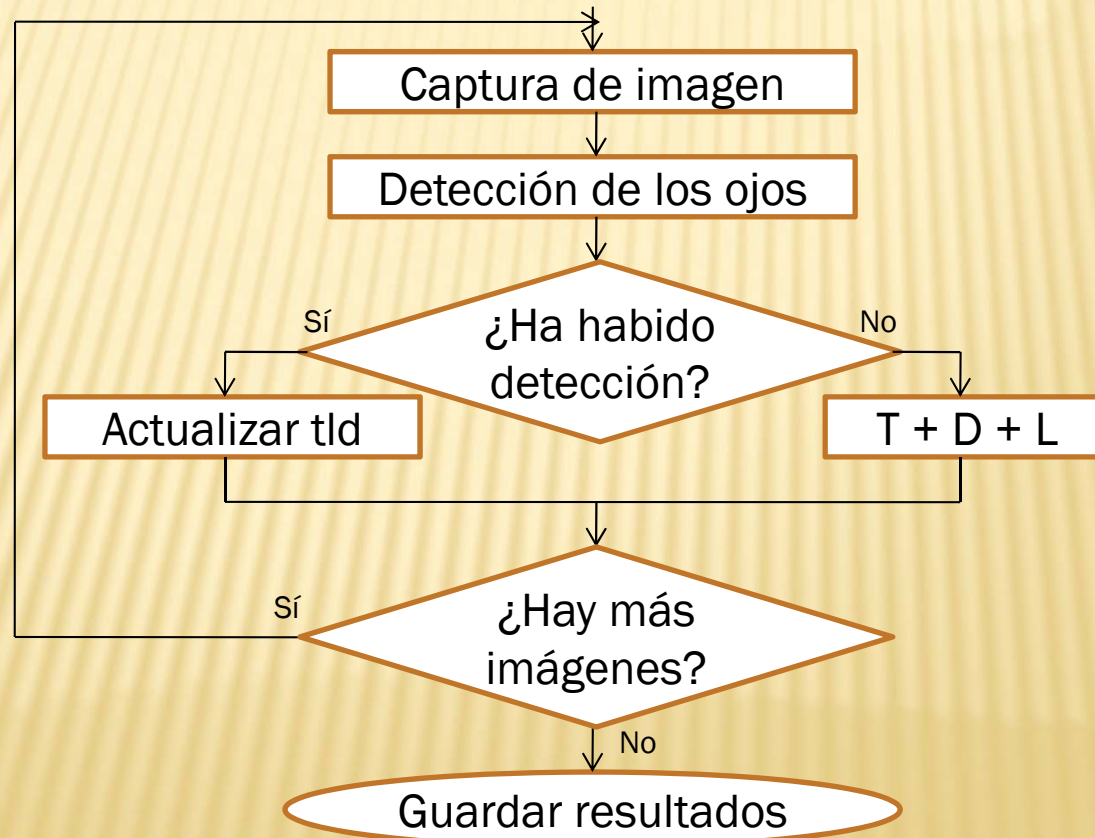 Captura de imagen
Detección de los ojos
Sí
No
¿Ha habido
detección?
Actualizar tld
T + D + L
Sí
¿Hay más
imágenes?
No
Guardar resultados